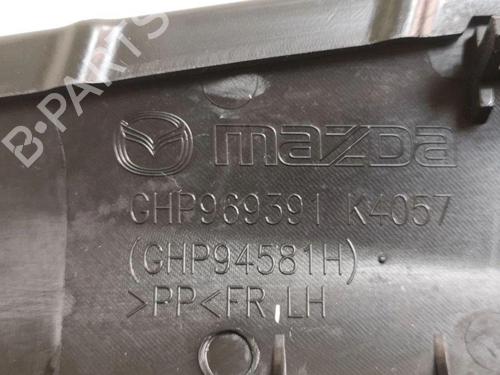 B-PARTS
mazda
GHP969391 K4057
(GHP94581H)
>PP<FR LH